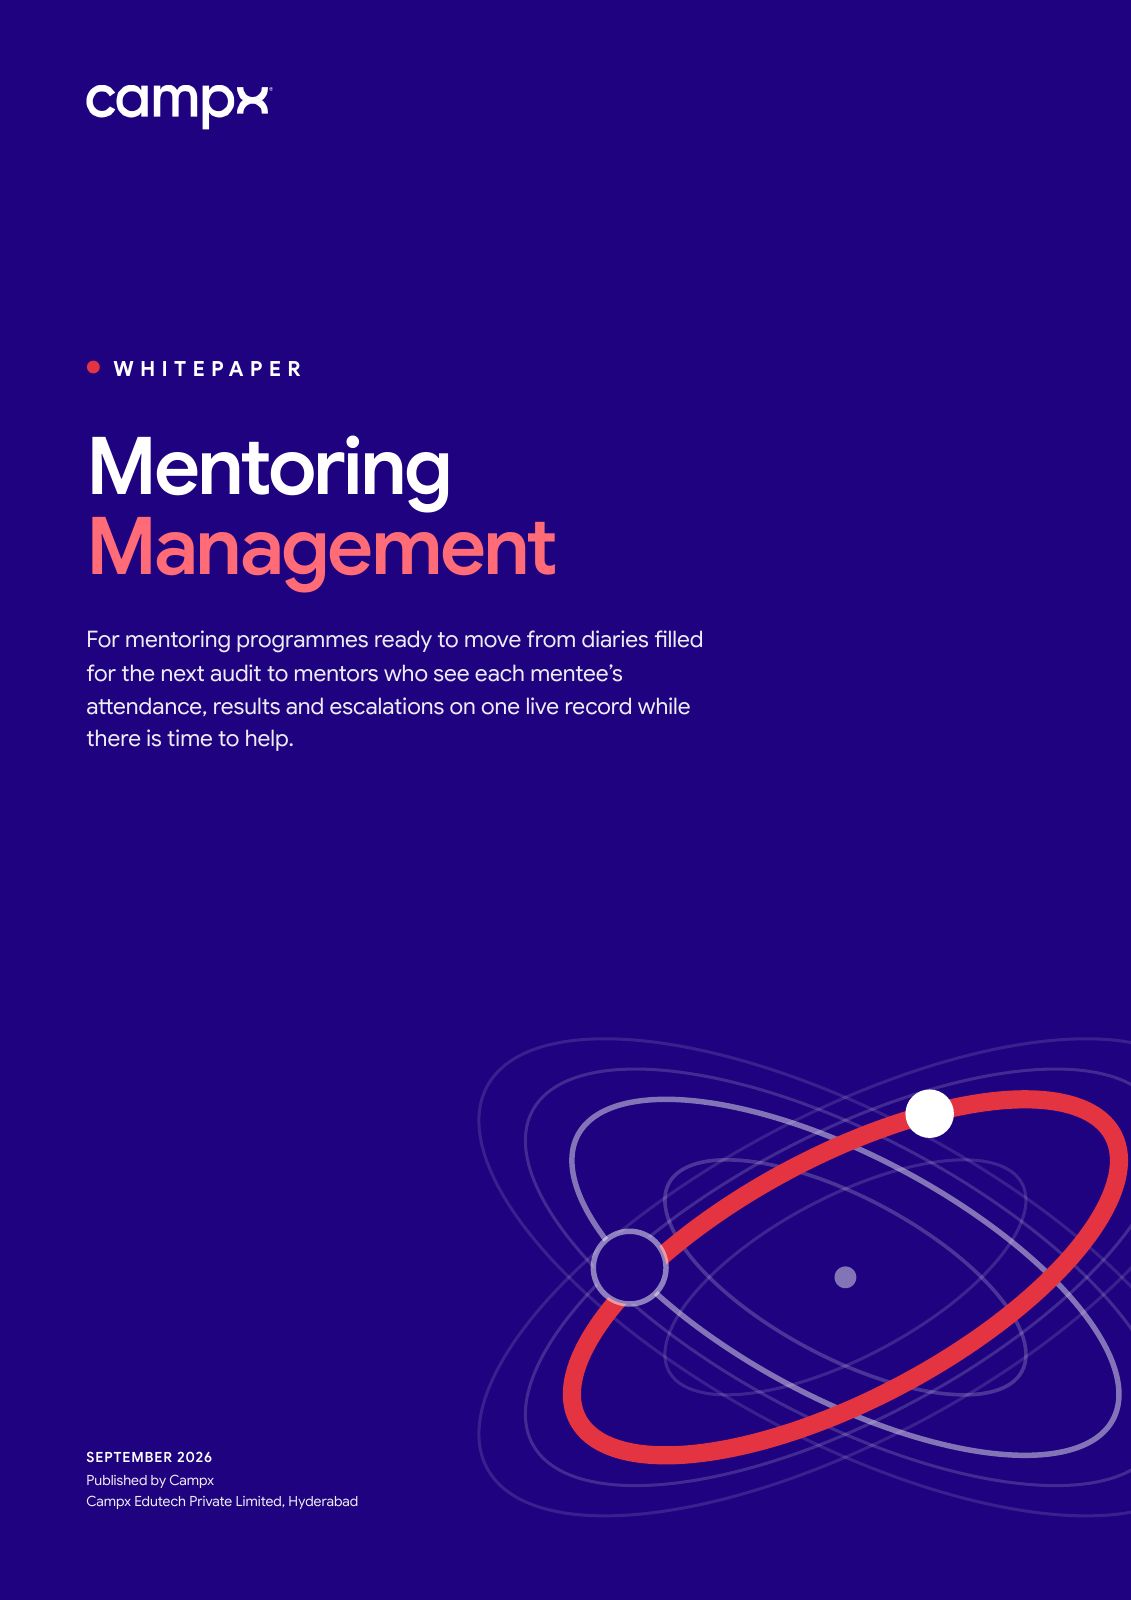 campx
WHITEPAPER
Mentoring
Management
For mentoring programmes ready to move from diaries filled
for the next audit to mentors who see each mentee’s
attendance, results and escalations on one live record while
there is time to help.
SEPTEMBER 2026
Published by Campx
Campx Edutech Private Limited, Hyderabad